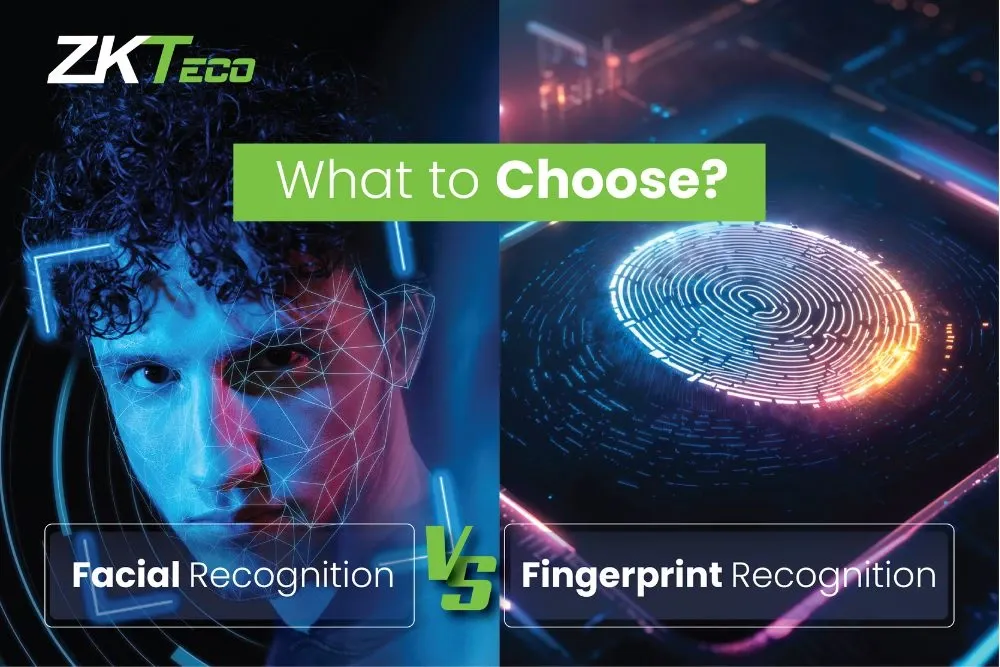 ZKTECO
What to Choose?
Facial Recognition
VS
Fingerprint Recognition